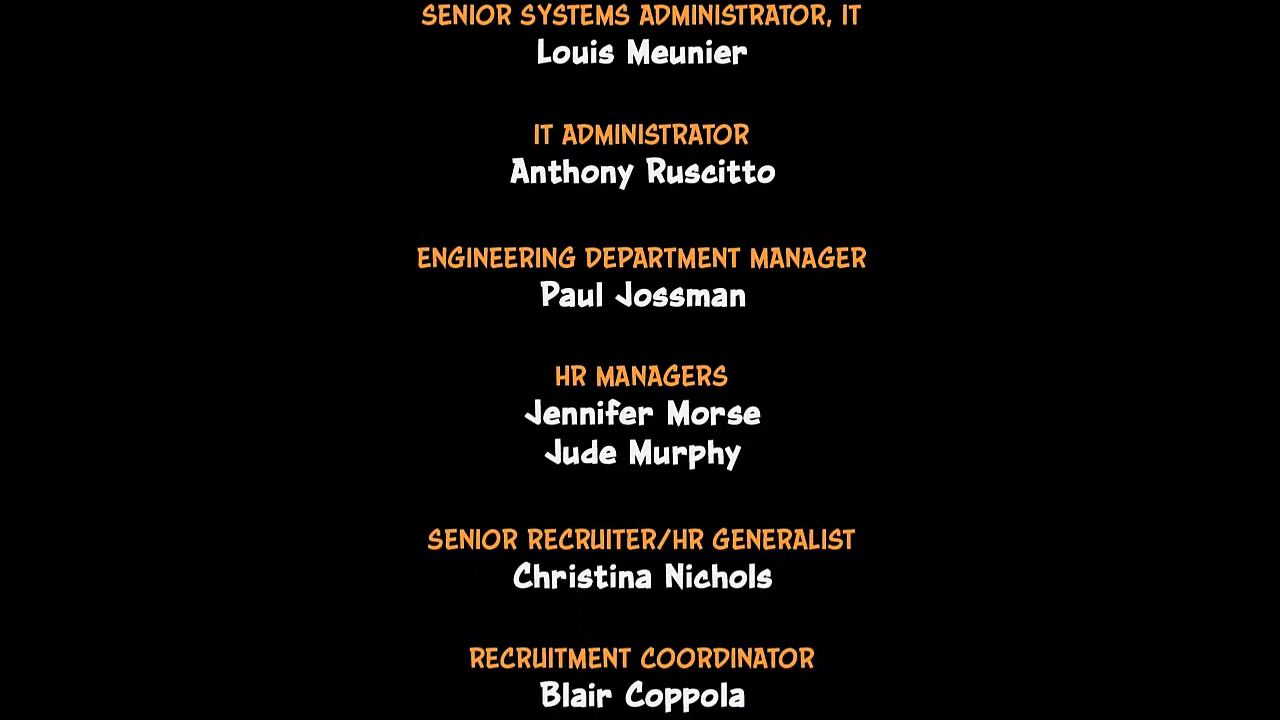 SENIOR SYSTEMS ADMINISTRATOR, IT
Louis Meunier
IT ADMINISTRATOR
Anthony Ruscitto
ENGINEERING DEPARTMENT MANAGER
Paul Jossman
HR MANAGERS
Jennifer Morse
Jude Murphy
SENIOR RECRUITER/HR GENERALIST
Christina Nichols
RECRUITMENT COORDINATOR
Blair Coppola